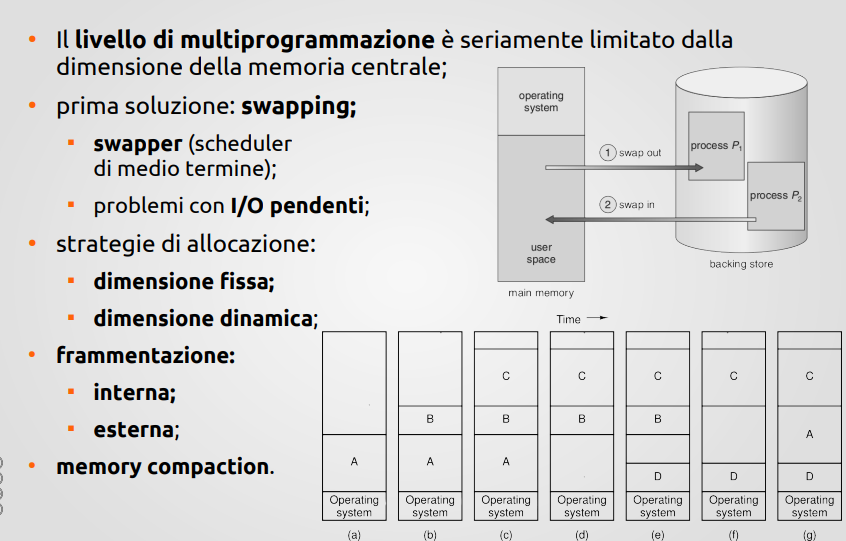 • Il livello di multiprogrammazione è seriamente limitato dalla
dimensione della memoria centrale;
• prima soluzione: swapping;
▪ swapper (scheduler
di medio termine);
▪ problemi con I/O pendenti;
• strategie di allocazione:
▪ dimensione fissa;
▪ dimensione dinamica;
• frammentazione:
▪ interna;
▪ esterna;
• memory compaction.
operating
system
1 swap out
process P1
2 swap in
process P2
user
space
backing store
main memory
Time
A
Operating
system
(a)
B
A
Operating
system
(b)
C
B
A
Operating
system
(c)
C
B
Operating
system
(d)
C
B
D
Operating
system
(e)
C
D
Operating
system
(f)
C
A
D
Operating
system
(g)